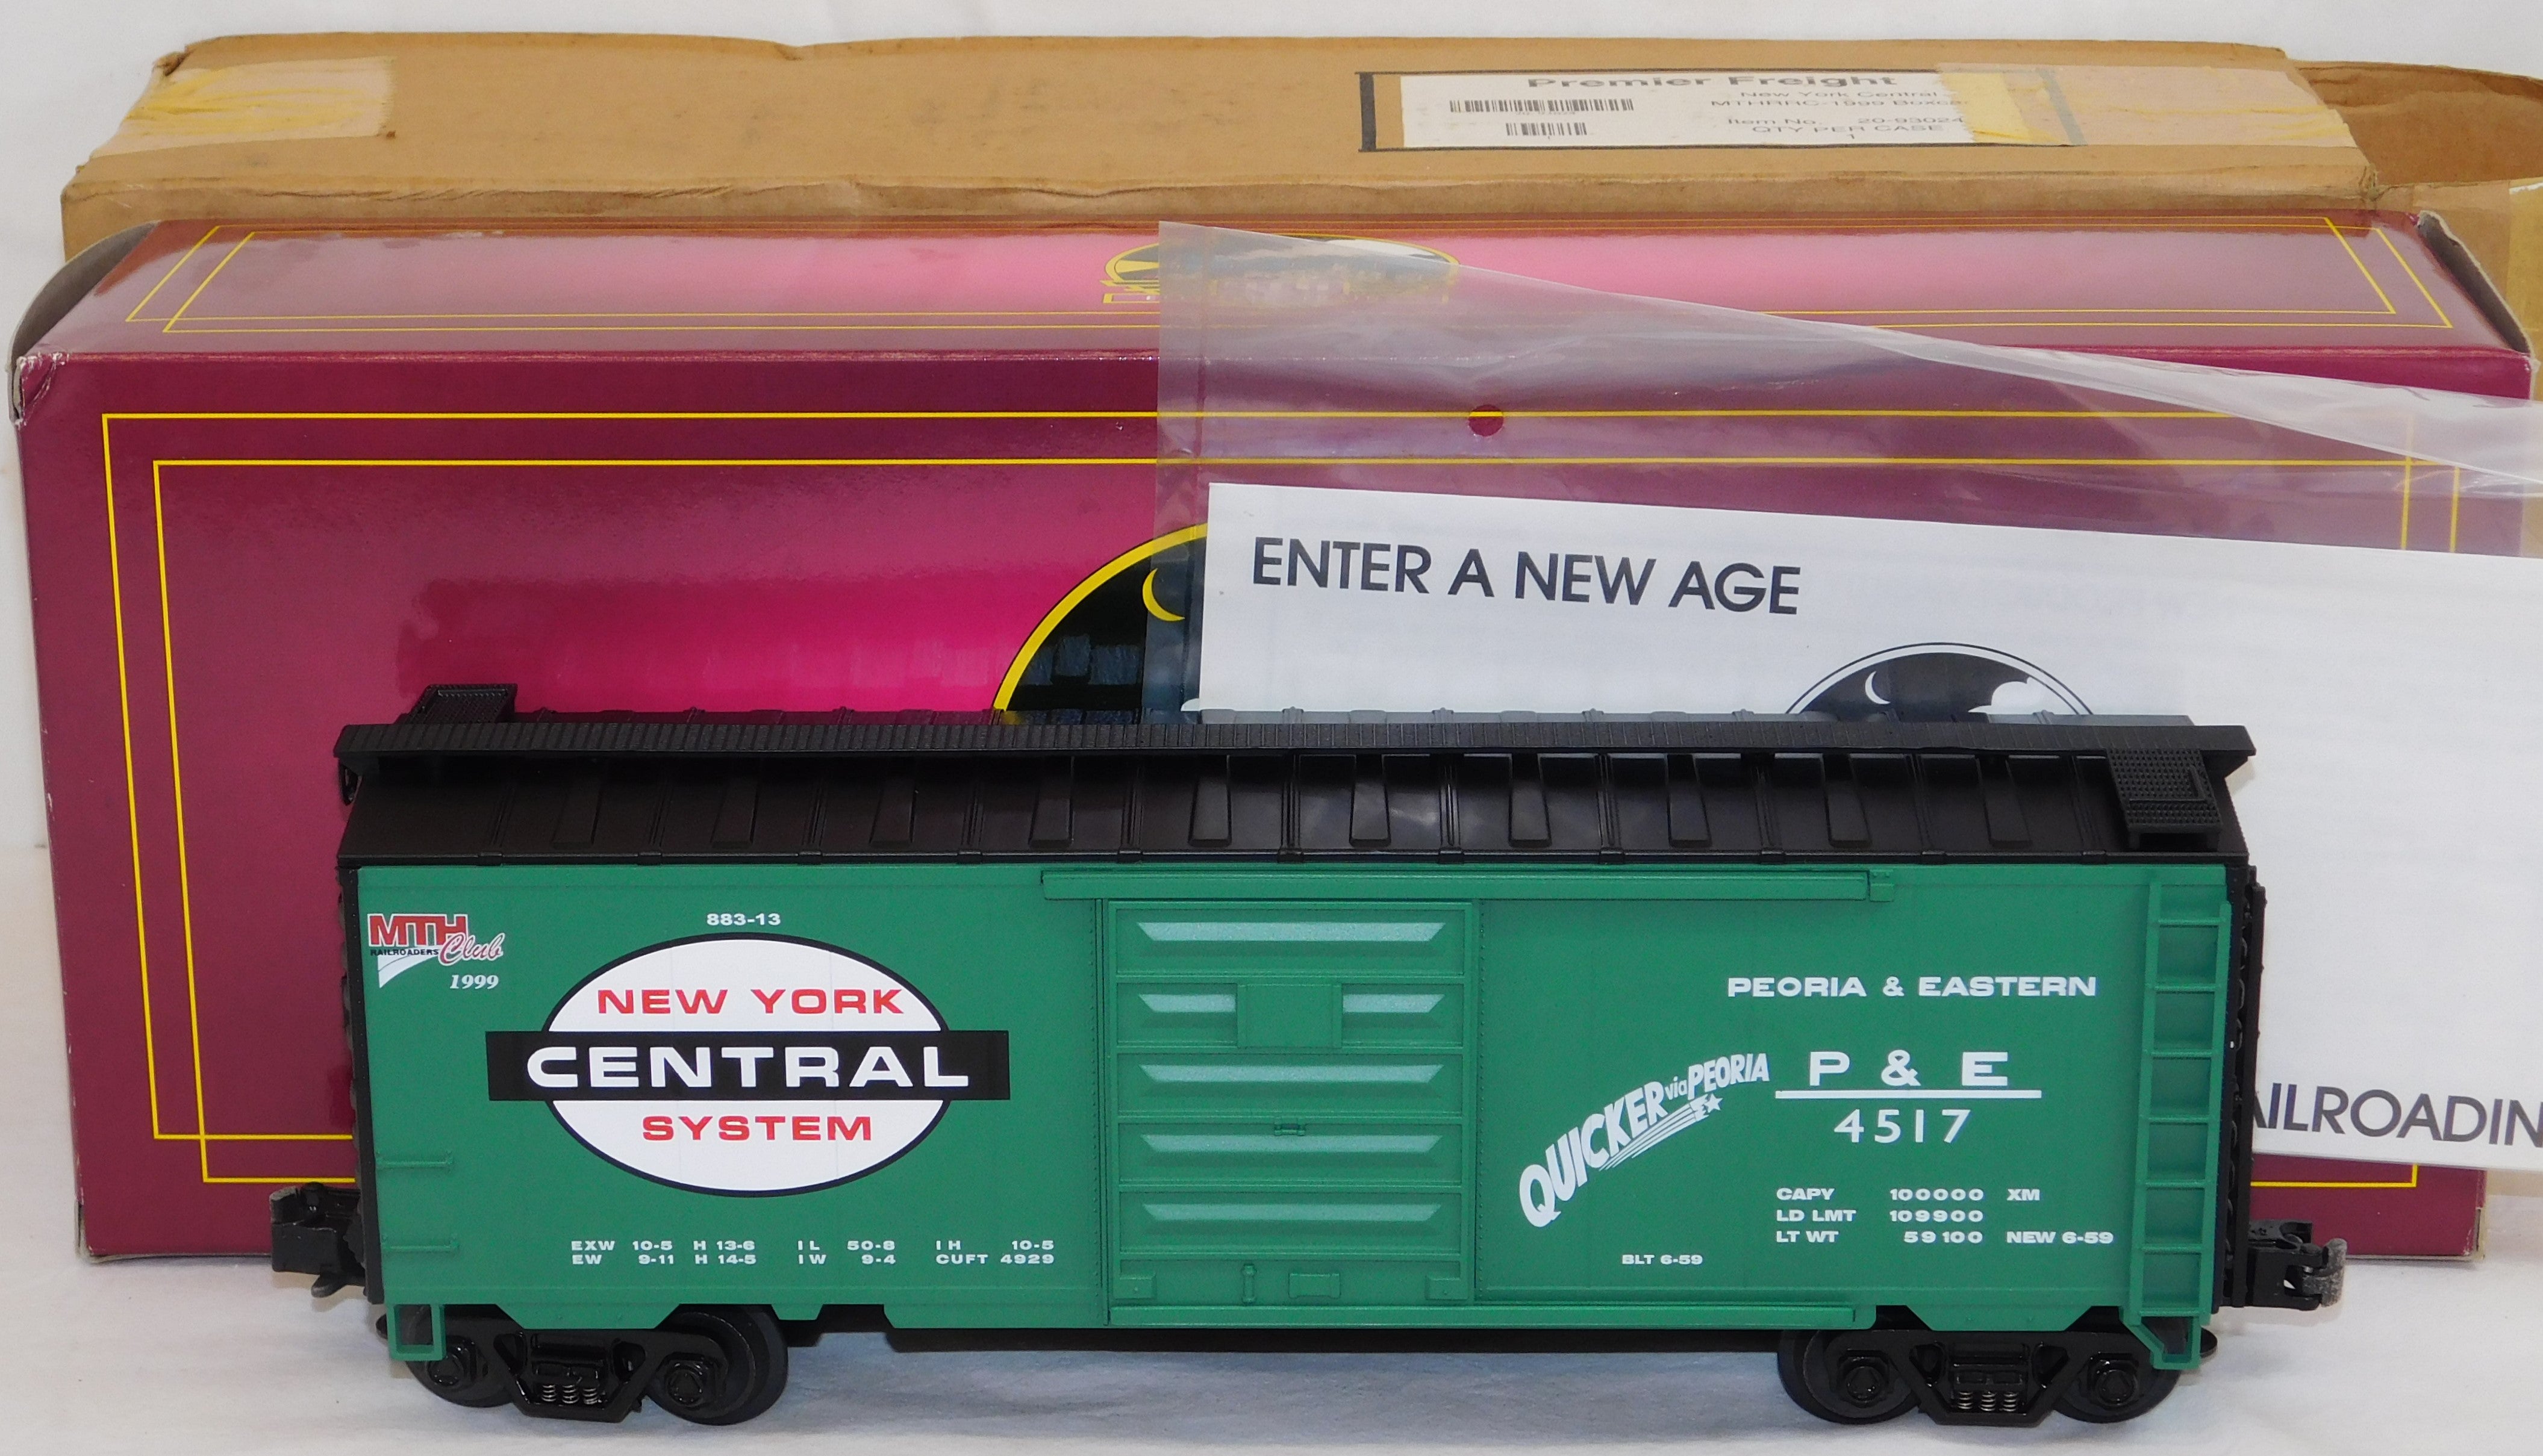 Premier Freight
New York Central
MTHRRC-1999
Item No. 20-93024
QTY PER CASE
1
ENTER A NEW AGE
MTH
RAILROADERS Club
1999
883-13
NEW YORK
CENTRAL
SYSTEM
EXW 10-5 H 13-6 IL 50-8 IH 10-5
EW 9-11 H 14-5 IW 9-4 CUFT 4929
PEORIA & EASTERN
QUICKER via PEORIA
P & E
4517
CAPY 100000 XM
LD LMT 109900
LT WT 59100 NEW 6-59
BLT 6-59
AILROADIN